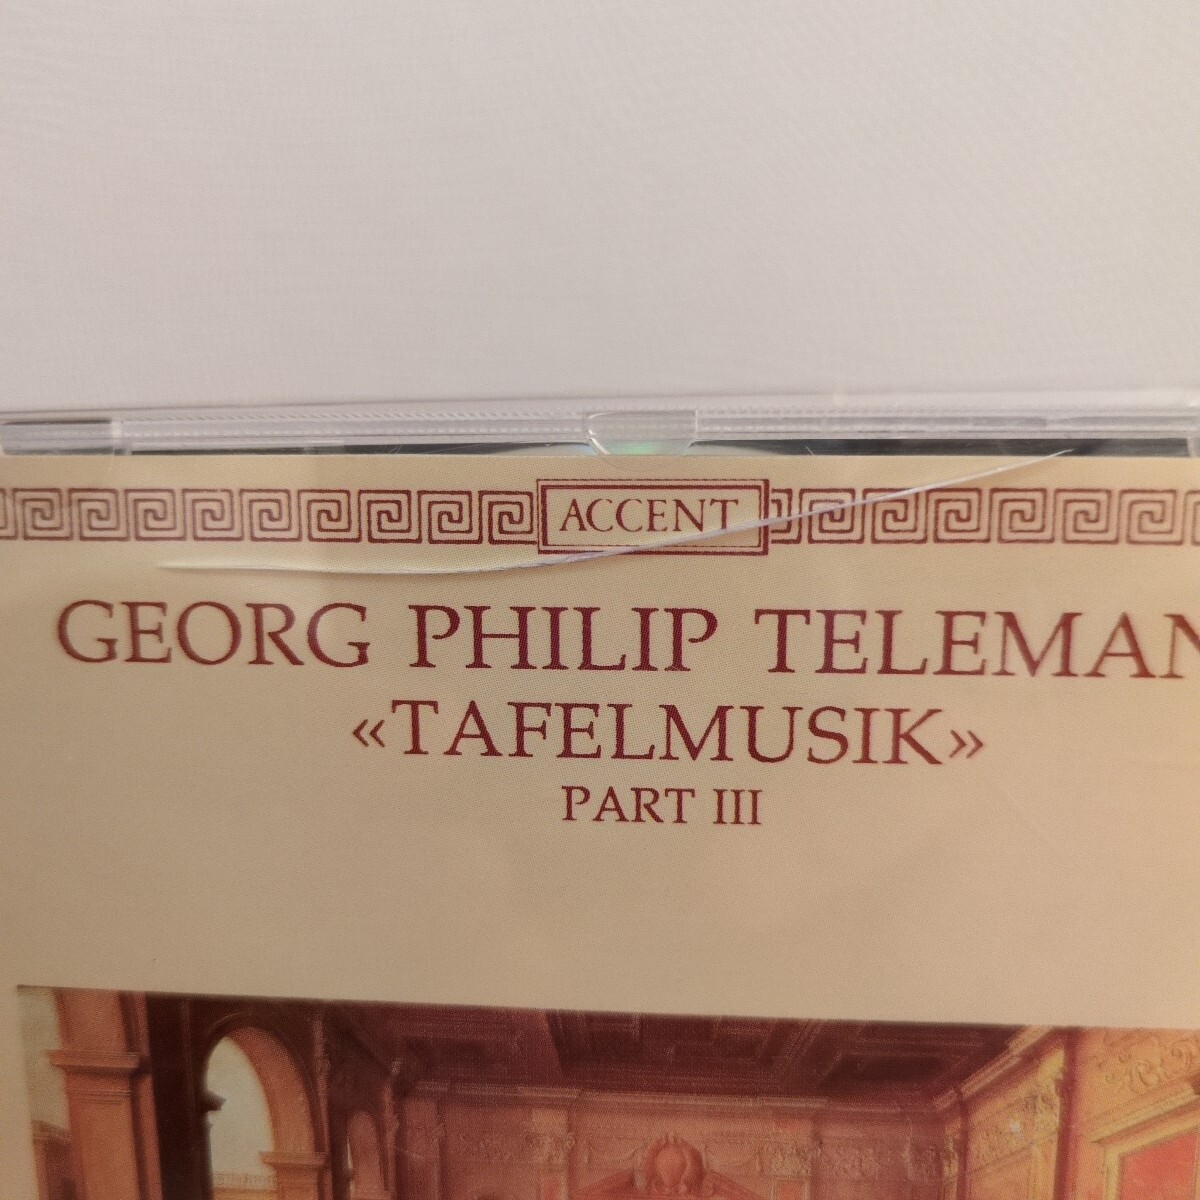 ACCENT
GEORG PHILIP TELEMAN
«TAFELMUSIK»
PART III